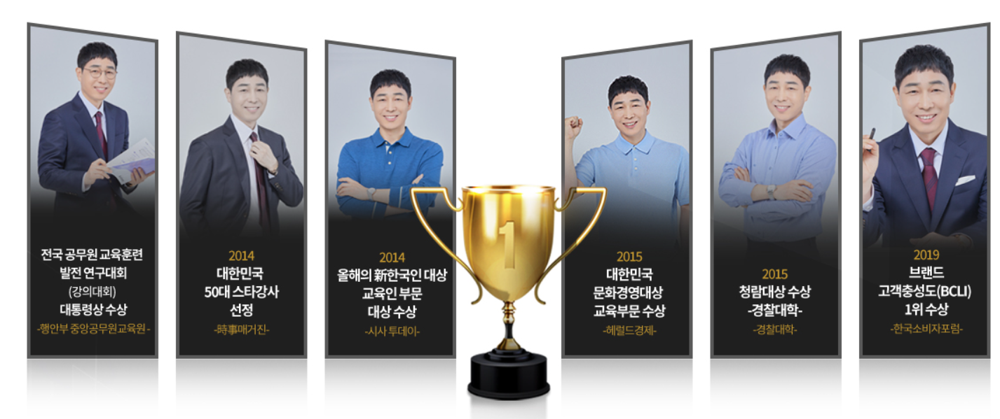 전국 공무원 교육훈련
발전 연구대회
(강의대회)
대통령상 수상
-행안부 중앙공무원교육원-
2014
대한민국
50대 스타강사
선정
-時事매거진-
2014
올해의 新한국인 대상
교육인 부문
대상 수상
-시사 투데이-
1
2015
대한민국
문화경영대상
교육부문 수상
-헤럴드경제-
2015
청람대상 수상
-경찰대학-
-경찰대학-
2019
브랜드
고객충성도(BCLI)
1위 수상
-한국소비자포럼-